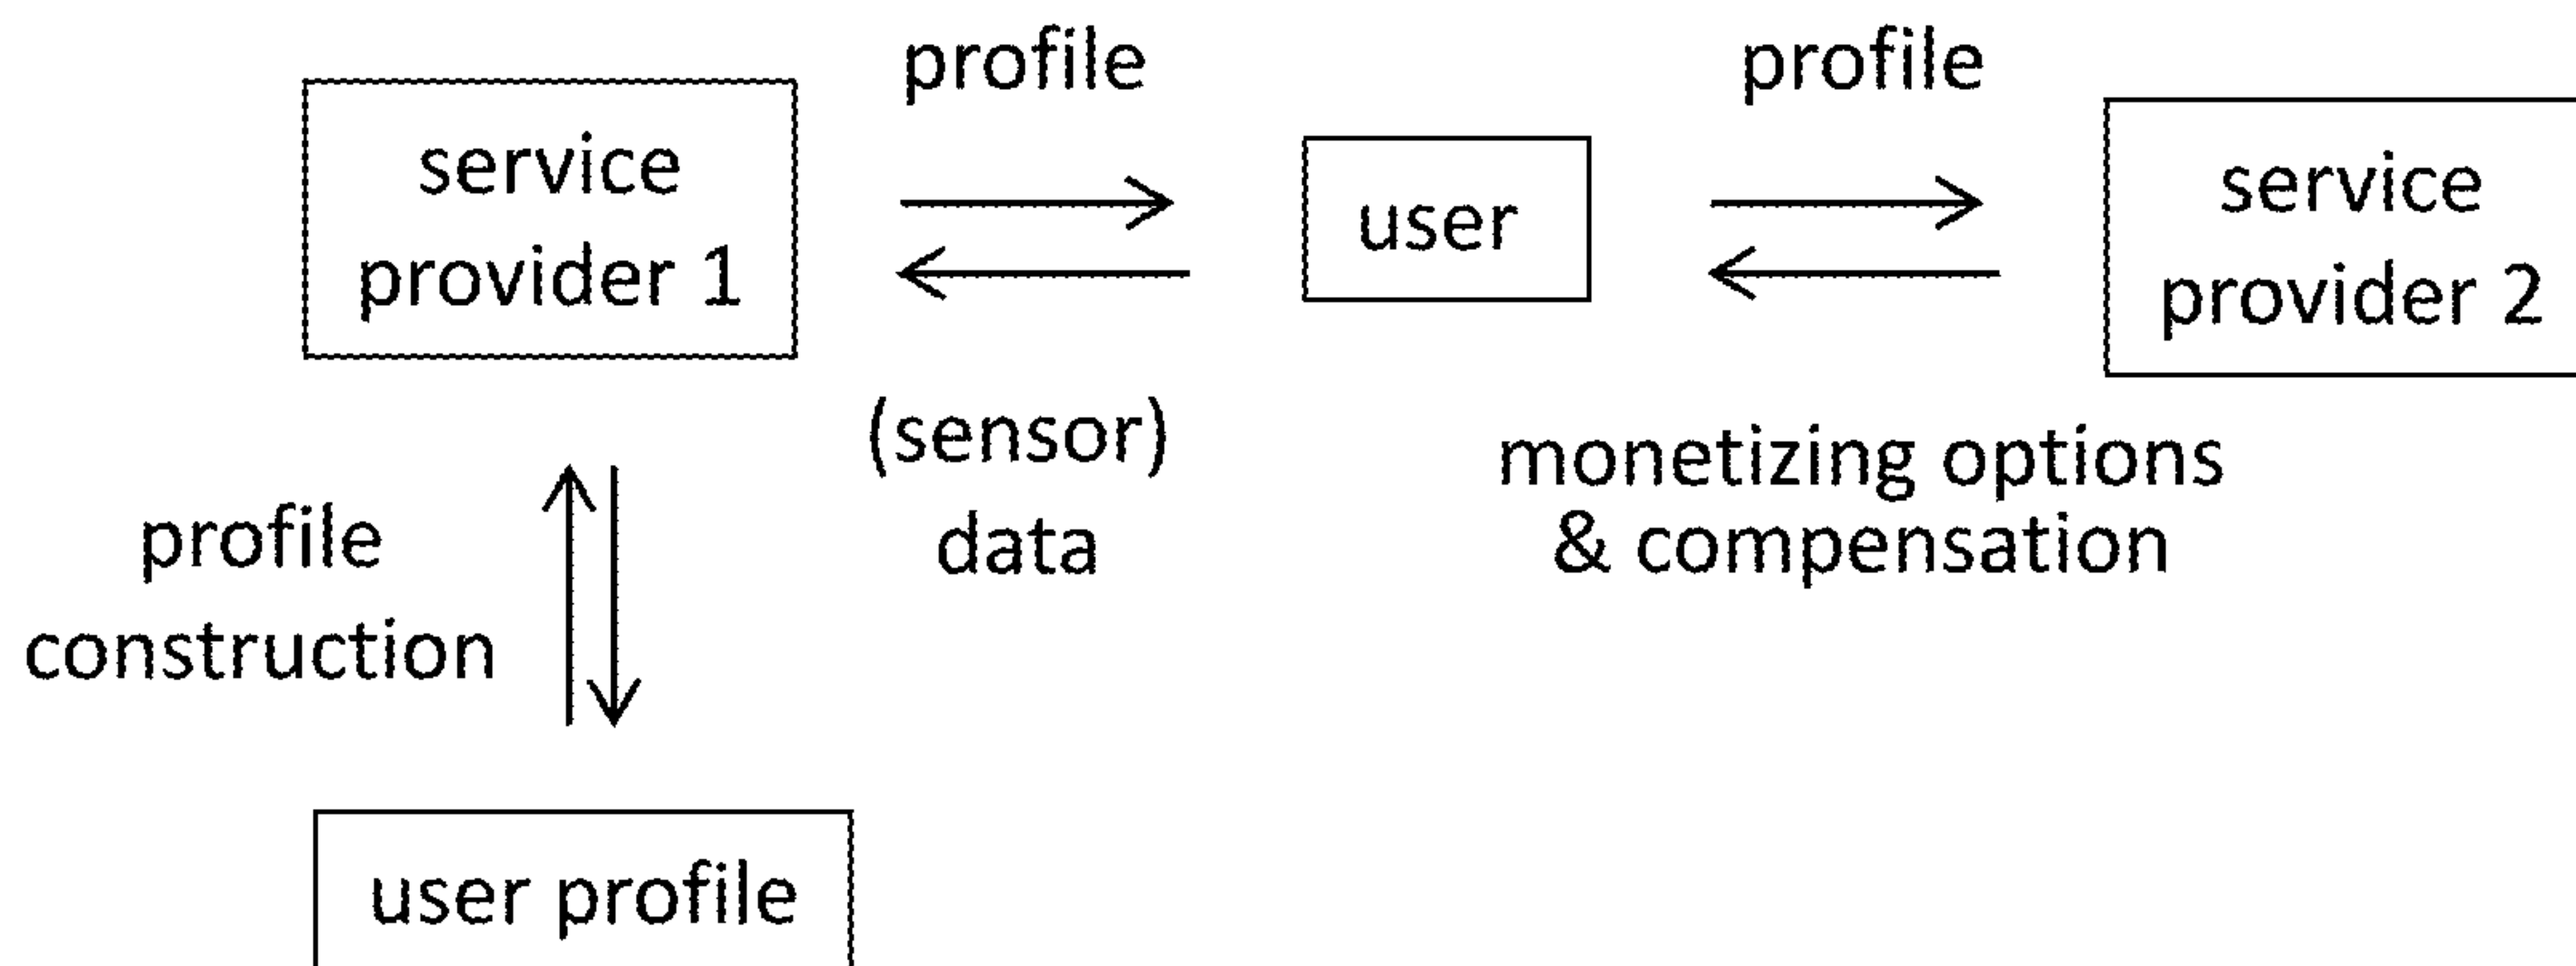 profile
profile
service
provider 1
user
service
provider 2
(sensor)
data
monetizing options
& compensation
profile
construction
user profile